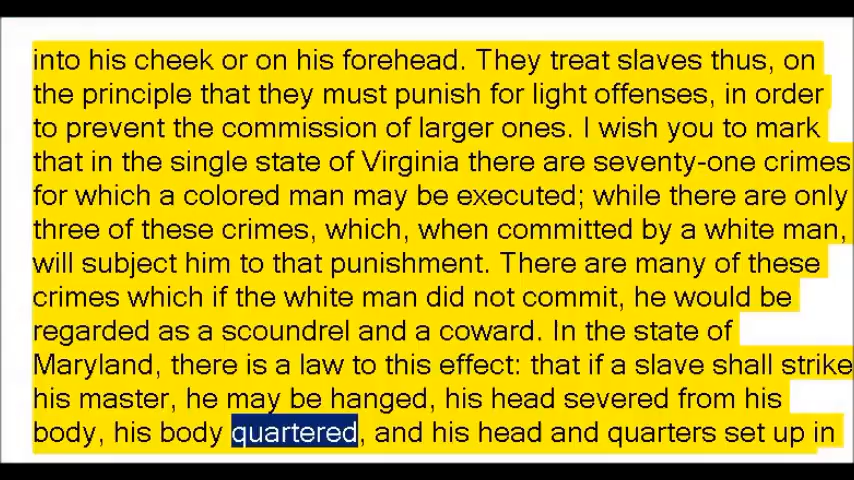 into his cheek or on his forehead. They treat slaves thus, on
the principle that they must punish for light offenses, in order
to prevent the commission of larger ones. I wish you to mark
that in the single state of Virginia there are seventy-one crimes
for which a colored man may be executed; while there are only
three of these crimes, which, when committed by a white man,
will subject him to that punishment. There are many of these
crimes which if the white man did not commit, he would be
regarded as a scoundrel and a coward. In the state of
Maryland, there is a law to this effect: that if a slave shall strike
his master, he may be hanged, his head severed from his
body, his body quartered, and his head and quarters set up in